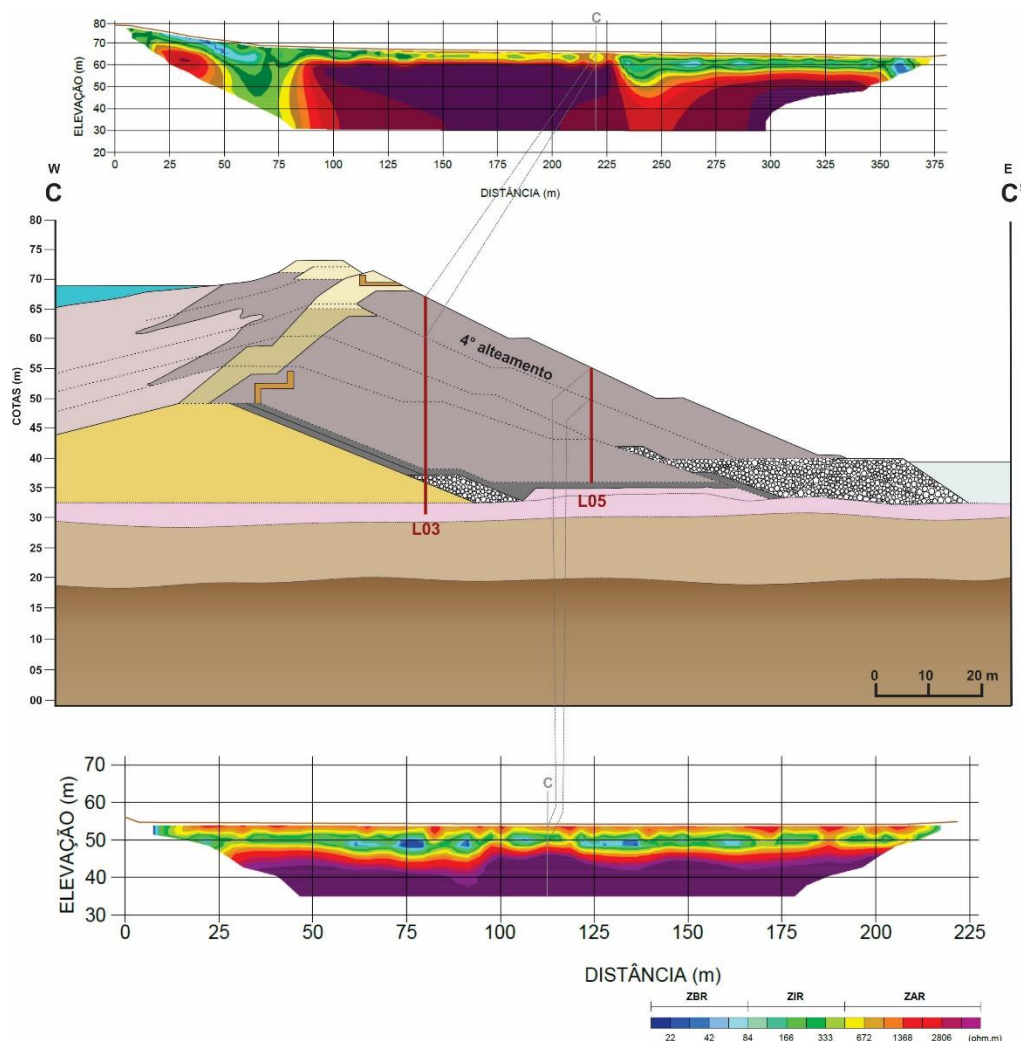 C
80
70
60
50
40
30
20
ELEVAÇÃO (m)
0 25 50 75 100 125 150 175 200 225 250 275 300 325 350 375
DISTÂNCIA (m)
W
C
E
C'
80
75
70
65
60
55
50
45
40
35
30
25
20
15
10
05
00
COTAS (m)
4° alteamento
L03
L05
0 10 20 m
C
70
60
50
40
30
ELEVAÇÃO (m)
0 25 50 75 100 125 150 175 200 225
DISTÂNCIA (m)
ZBR ZIR ZAR
22 42 84 166 333 672 1368 2806 (ohm.m)